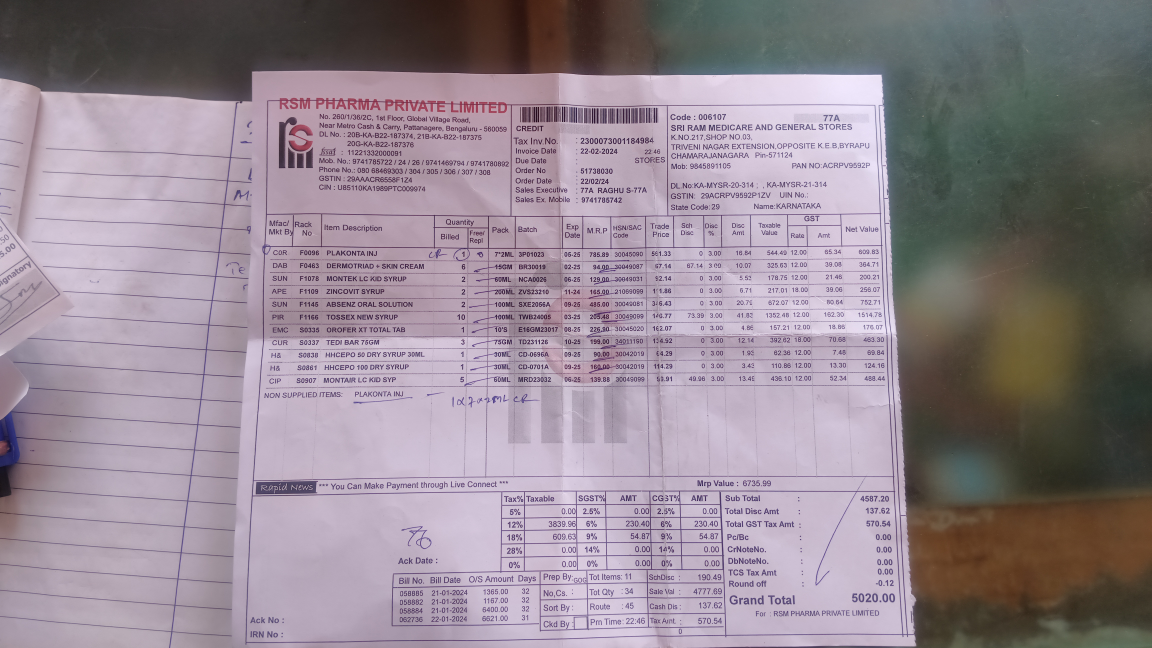 RSM PHARMA PRIVATE LIMITED
No. 260/1/36/2C, 1st Floor, Global Village Road,
Near Metro Cash & Carry, Pattanagere, Bengaluru - 560059
DL No. : 20B-KA-B22-187374, 21B-KA-B22-187375
20G-KA-B22-187376
fssai : 11221332000091
Mob. No. : 9741785722 / 24 / 26 / 9741469794 / 9741780892
Phone No. : 080 68469303 / 304 / 305 / 306 / 307 / 308
GSTIN : 29AAACR6558F1Z4
CIN : U85110KA1989PTC009974
CREDIT
Tax Inv.No. : 2300073001184984
Invoice Date : 22-02-2024 22:46
Due Date : STORES
Order No : 51738030
Order Date : 22/02/24
Sales Executive : 77A RAGHU S-77A
Sales Ex. Mobile : 9741785742
Code : 006107 77A
SRI RAM MEDICARE AND GENERAL STORES
K.NO.217,SHOP NO.03,
TRIVENI NAGAR EXTENSION,OPPOSITE K.E.B,BYRAPU
CHAMARAJANAGARA Pin-571124
Mob: 9845891105 PAN No:ACRPV9592P
DL No:KA-MYSR-20-314 ; , KA-MYSR-21-314
GSTIN: 29ACRPV9592P1ZV UIN No.:
State Code: 29 Name:KARNATAKA
Mfac/ Mkt By Rack No Item Description Quantity Billed Free/ Repl Pack Batch Exp Date M.R.P HSN/SAC Code Trade Price Sch Disc Disc % Disc Amt Taxable Value GST Rate Amt Net Value
COR F0096 PLAKONTA INJ CR 1 7*2ML 3P01023 06-25 785.89 30045090 0 3.00 16.84 544.49 12.00 65.34 609.83
DAB F0463 DERMOTRIAD + SKIN CREAM 6 15GM BR30019 02-25 94.00 30049087 67.14 67.14 3.00 10.07 325.63 12.00 39.08 364.71
SUN F1078 MONTEK LC KID SYRUP 2 60ML NCA0026 06-25 129.00 0 3.00 178.75 12.00 21.46 200.21
APE F1109 ZINCOVIT SYRUP 2 200ML ZVS23210 11-24 165.00 21069099 0 3.00 6.71 217.01 18.00 39.06 256.07
SUN F1145 ABSENZ ORAL SOLUTION 2 100ML SXE2056A 09-25 485.00 30049081 0 3.00 672.07 12.00 80.64 752.71
PIR F1166 TOSSEX NEW SYRUP 10 100ML TWB24005 03-25 205.48 30049099 73.39 3.00 41.82 1352.48 12.00 162.30 1514.78
EMC S0335 OROFER XT TOTAL TAB 1 10'S E16GM23017 08-25 226.90 30045020 162.07 0 3.00 4.86 157.21 12.00 18.86 176.07
CUR S0337 TEDI BAR 75GM 3 75GM TD231126 10-25 199.00 34011190 0 3.00 12.14 392.62 18.00 70.68 463.30
H& S0838 HHCEPO 50 DRY SYRUP 30ML 1 30ML CD-0696A 09-25 90.00 30042019 64.29 0 3.00 1.93 62.36 12.00 7.48 69.84
H& S0861 HHCEPO 100 DRY SYRUP 1 30ML CD-0701A 09-25 160.00 30042019 114.29 0 3.00 3.43 110.86 12.00 13.30 124.16
CIP S0907 MONTAIR LC KID SYP 5 60ML MRD23032 06-25 139.88 30049099 49.96 3.00 13.49 436.10 12.00 52.34 488.44
NON SUPPLIED ITEMS: PLAKONTA INJ
Rapid News *** You Can Make Payment through Live Connect ***
Mrp Value : 6735.99
Tax% Taxable SGST% AMT CGST% AMT
5% 0.00 2.5% 0.00 2.5% 0.00
12% 3839.96 6% 230.40 6% 230.40
18% 609.63 9% 54.87 9% 54.87
28% 0.00 14% 0.00 14% 0.00
0% 0.00 0% 0.00 0% 0.00
Sub Total : 4587.20
Total Disc Amt : 137.62
Total GST Tax Amt : 570.54
Pc/Bc : 0.00
CrNoteNo. : 0.00
DbNoteNo. : 0.00
TCS Tax Amt : 0.00
Round off : -0.12
Grand Total : 5020.00
For : RSM PHARMA PRIVATE LIMITED
Ack Date :
Bill No. Bill Date O/S Amount Days
058885 21-01-2024 1365.00 32
058882 21-01-2024 1167.00 32
058884 21-01-2024 6400.00 32
062736 22-01-2024 6621.00 31
Prep By: GOG Tot Items: 11 SchDisc : 190.49
No,Cs. : Tot Qty : 34 Sale Val : 4777.69
Sort By : Route : 45 Cash Dis : 137.62
Ckd By : Prn Time: 22:46 Tax Amt. : 570.54
0
Ack No :
IRN No :